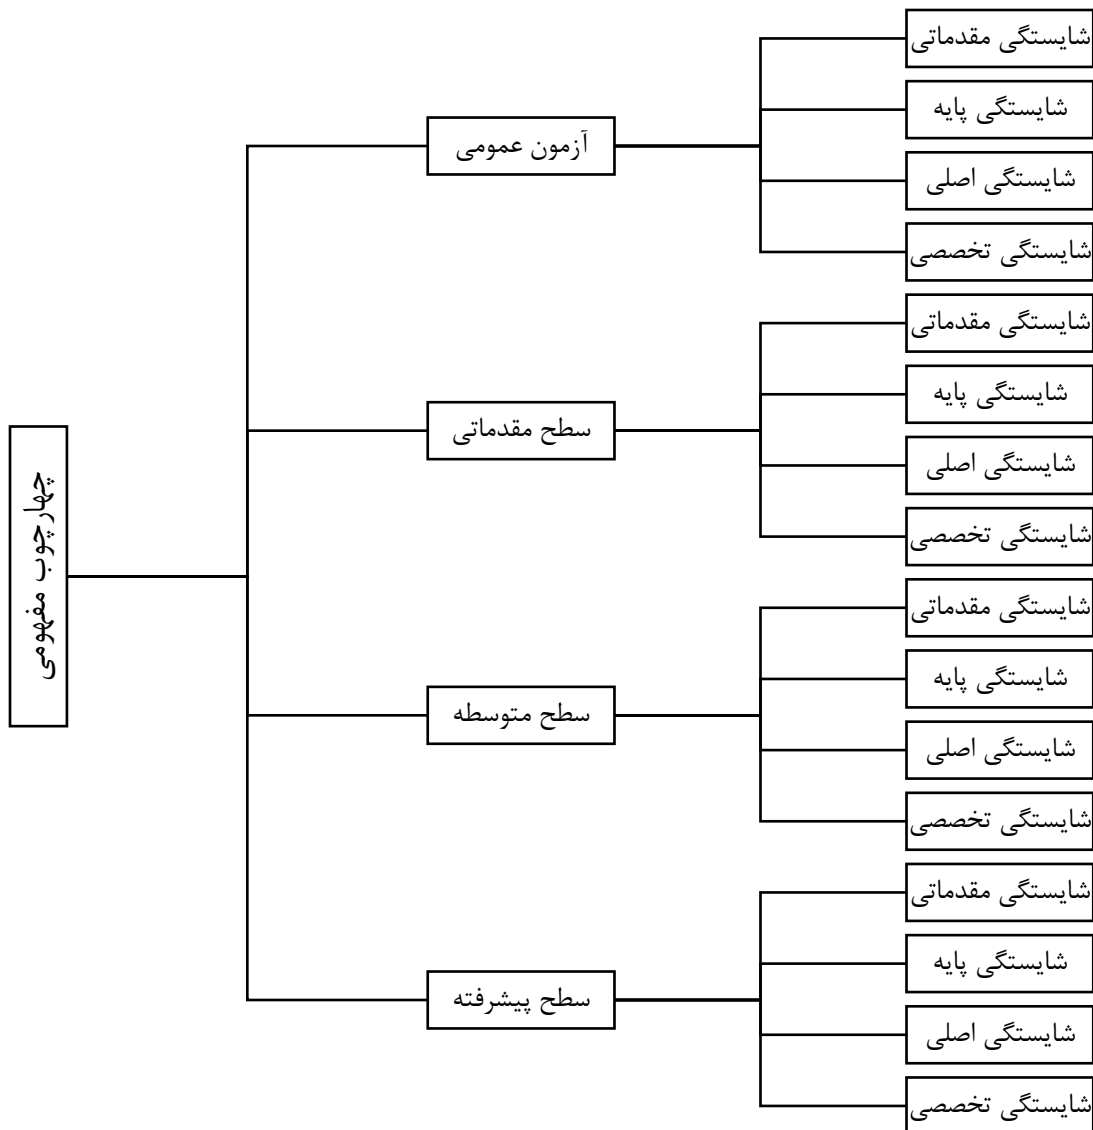 چهارچوب مفهومی
آزمون عمومی
شایستگی مقدماتی
شایستگی پایه
شایستگی اصلی
شایستگی تخصصی
سطح مقدماتی
شایستگی مقدماتی
شایستگی پایه
شایستگی اصلی
شایستگی تخصصی
سطح متوسطه
شایستگی مقدماتی
شایستگی پایه
شایستگی اصلی
شایستگی تخصصی
سطح پیشرفته
شایستگی مقدماتی
شایستگی پایه
شایستگی اصلی
شایستگی تخصصی